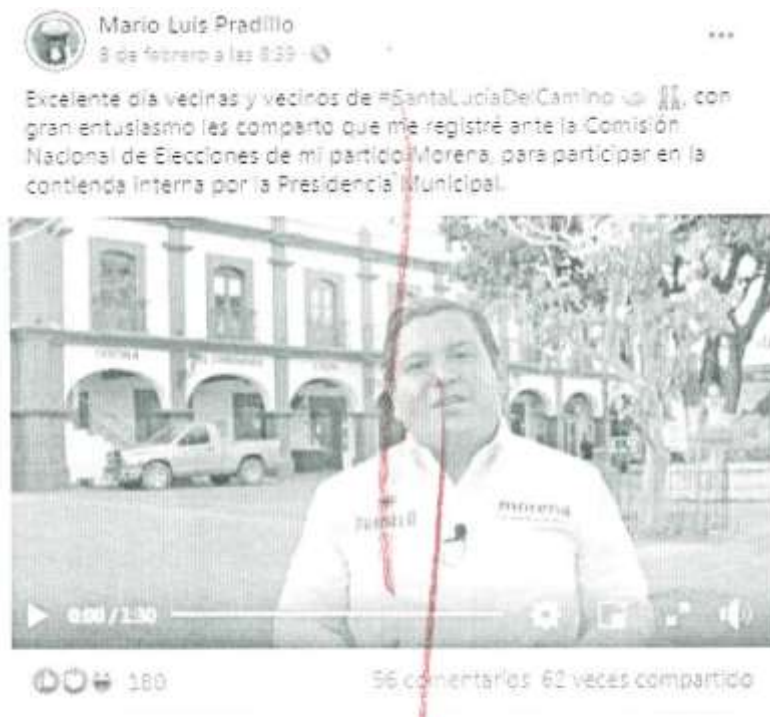 Mario Luis Pradillo
8 de febrero a las 8:39
Excelente día vecinas y vecinos de #SantaLucíaDelCamino, con
gran entusiasmo les comparto que me registré ante la Comisión
Nacional de Elecciones de mi partido Morena, para participar en la
contienda interna por la Presidencia Municipal.
morena
0:00 / 1:30
180
56 comentarios 62 veces compartido